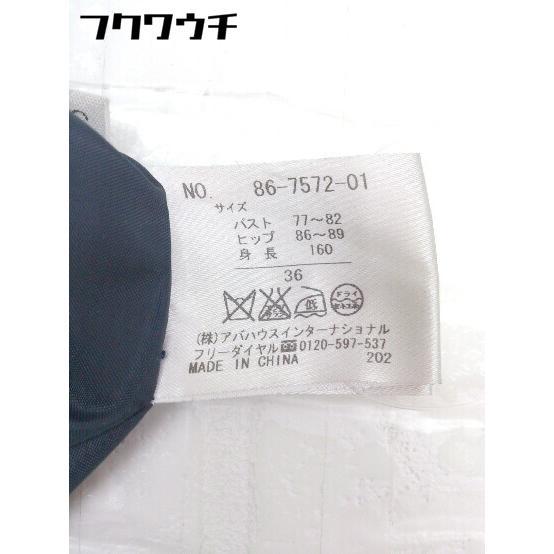 フクワウチ
NO. 86-7572-01
サイズ
バスト 77～82
ヒップ 86～89
身長 160
36
低 ドライ
(株)アバハウスインターナショナル
フリーダイヤル 0120-597-537
MADE IN CHINA 202